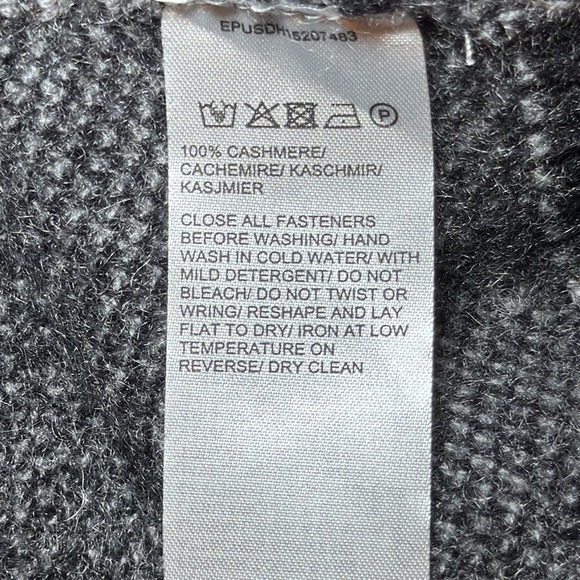 EPUSDH15207483
P
100% CASHMERE/
CACHEMIRE/ KASCHMIR/
KASJMIER
CLOSE ALL FASTENERS
BEFORE WASHING/ HAND
WASH IN COLD WATER/ WITH
MILD DETERGENT/ DO NOT
BLEACH/ DO NOT TWIST OR
WRING/ RESHAPE AND LAY
FLAT TO DRY/ IRON AT LOW
TEMPERATURE ON
REVERSE/ DRY CLEAN